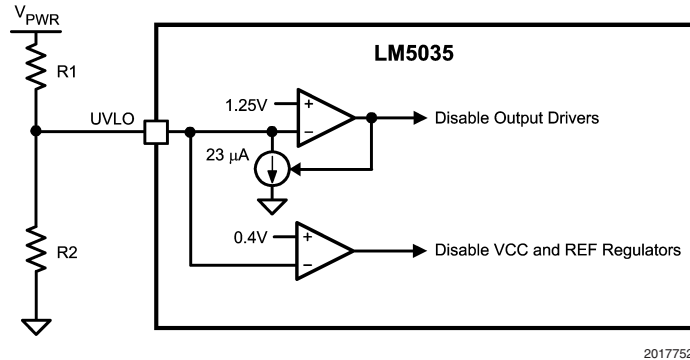 VPWR
LM5035
R1
1.25V
+
−
UVLO
Disable Output Drivers
23 μA
0.4V
+
−
R2
Disable VCC and REF Regulators
2017752